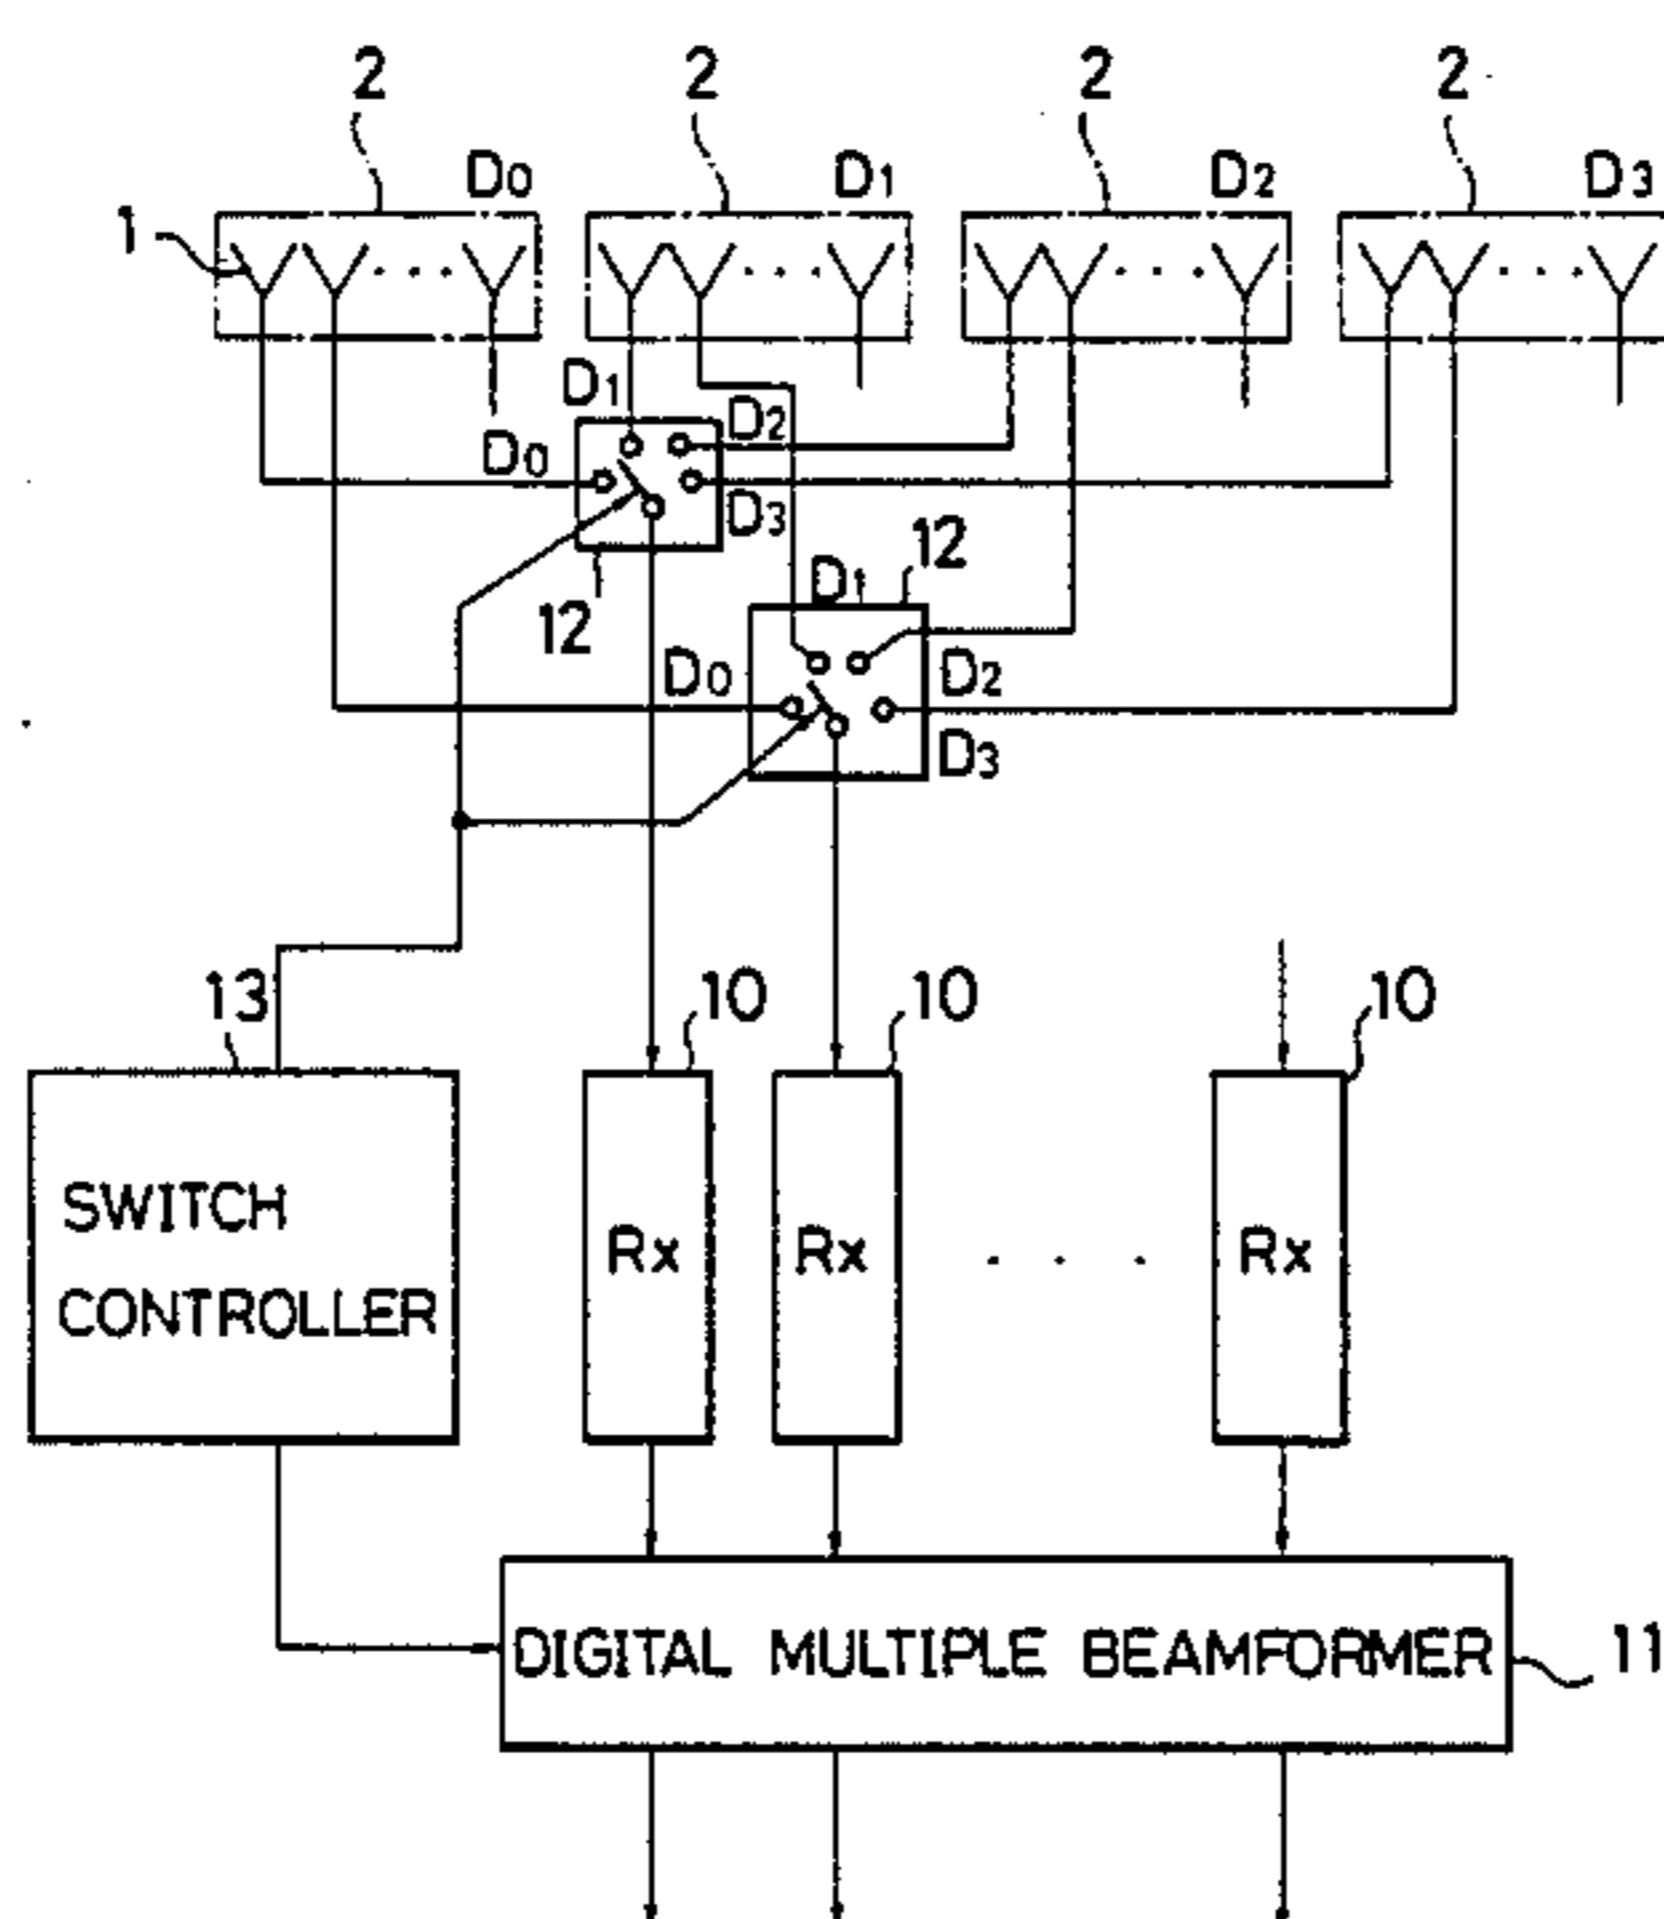 2 2 2 2
D0 D1 D2 D3
1
D1
D2
D0
D3
12
D1
12
D0
D2
D3
13
10
10
10
SWITCH
CONTROLLER
Rx
Rx
Rx
DIGITAL MULTIPLE BEAMFORMER
11